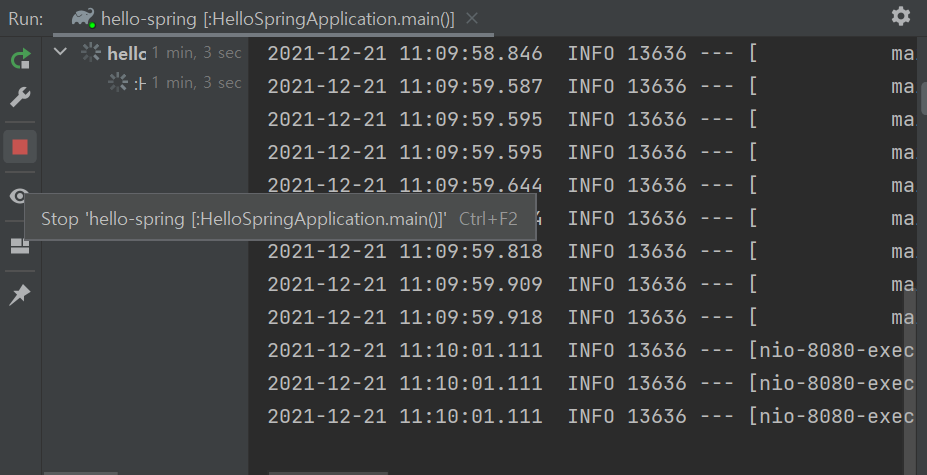 Run: hello-spring [:HelloSpringApplication.main()]
hello 1 min, 3 sec
:H 1 min, 3 sec
2021-12-21 11:09:58.846 INFO 13636 --- [ ma
2021-12-21 11:09:59.587 INFO 13636 --- [ ma
2021-12-21 11:09:59.595 INFO 13636 --- [ ma
2021-12-21 11:09:59.595 INFO 13636 --- [ ma
2021-12-21 11:09:59.644 INFO 13636 --- [ ma
Stop 'hello-spring [:HelloSpringApplication.main()]' Ctrl+F2
4 INFO 13636 --- [ ma
2021-12-21 11:09:59.818 INFO 13636 --- [ ma
2021-12-21 11:09:59.909 INFO 13636 --- [ ma
2021-12-21 11:09:59.918 INFO 13636 --- [ ma
2021-12-21 11:10:01.111 INFO 13636 --- [nio-8080-exec
2021-12-21 11:10:01.111 INFO 13636 --- [nio-8080-exec
2021-12-21 11:10:01.111 INFO 13636 --- [nio-8080-exec